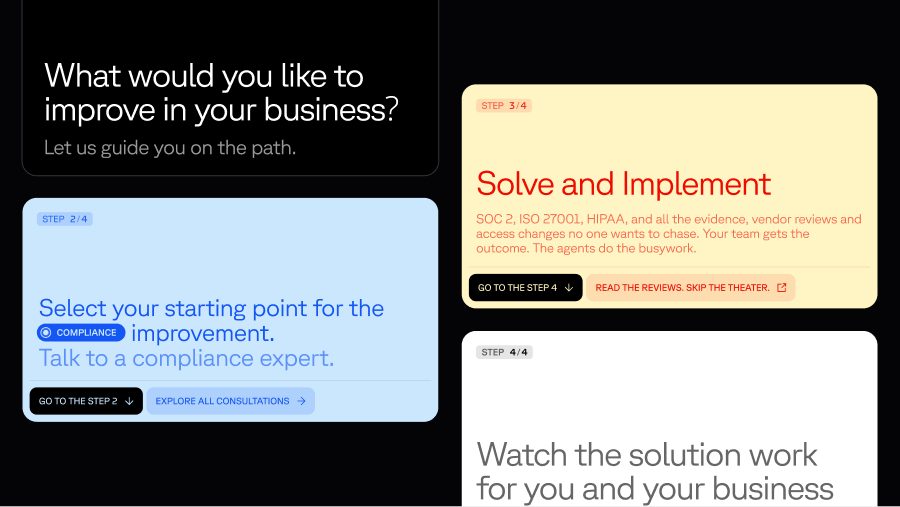 What would you like to
improve in your business?
Let us guide you on the path.
STEP 2/4
Select your starting point for the
COMPLIANCE improvement.
Talk to a compliance expert.
GO TO THE STEP 2
EXPLORE ALL CONSULTATIONS
STEP 3/4
Solve and Implement
SOC 2, ISO 27001, HIPAA, and all the evidence, vendor reviews and
access changes no one wants to chase. Your team gets the
outcome. The agents do the busywork.
GO TO THE STEP 4
READ THE REVIEWS. SKIP THE THEATER.
STEP 4/4
Watch the solution work
for you and your business